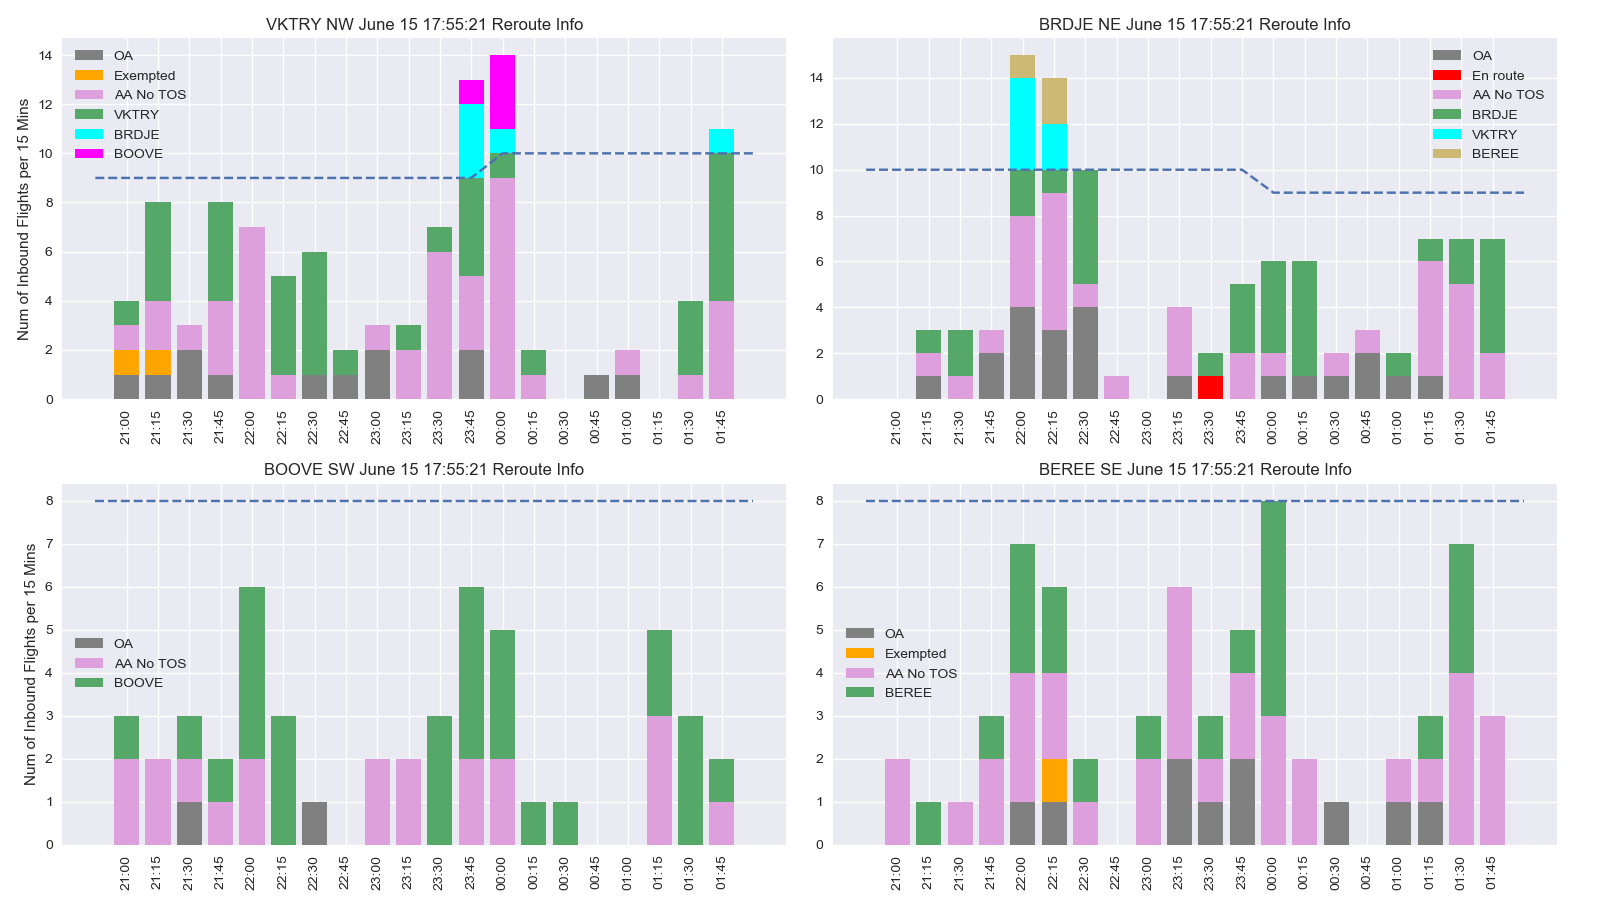 VKTRY NW June 15 17:55:21 Reroute Info
Num of Inbound Flights per 15 Mins
14
12
10
8
6
4
2
0
OA
Exempted
AA No TOS
VKTRY
BRDJE
BOOVE
21:00 21:15 21:30 21:45 22:00 22:15 22:30 22:45 23:00 23:15 23:30 23:45 00:00 00:15 00:30 00:45 01:00 01:15 01:30 01:45
BRDJE NE June 15 17:55:21 Reroute Info
14
12
10
8
6
4
2
0
OA
En route
AA No TOS
BRDJE
VKTRY
BEREE
21:00 21:15 21:30 21:45 22:00 22:15 22:30 22:45 23:00 23:15 23:30 23:45 00:00 00:15 00:30 00:45 01:00 01:15 01:30 01:45
BOOVE SW June 15 17:55:21 Reroute Info
Num of Inbound Flights per 15 Mins
8
7
6
5
4
3
2
1
0
OA
AA No TOS
BOOVE
21:00 21:15 21:30 21:45 22:00 22:15 22:30 22:45 23:00 23:15 23:30 23:45 00:00 00:15 00:30 00:45 01:00 01:15 01:30 01:45
BEREE SE June 15 17:55:21 Reroute Info
8
7
6
5
4
3
2
1
0
OA
Exempted
AA No TOS
BEREE
21:00 21:15 21:30 21:45 22:00 22:15 22:30 22:45 23:00 23:15 23:30 23:45 00:00 00:15 00:30 00:45 01:00 01:15 01:30 01:45